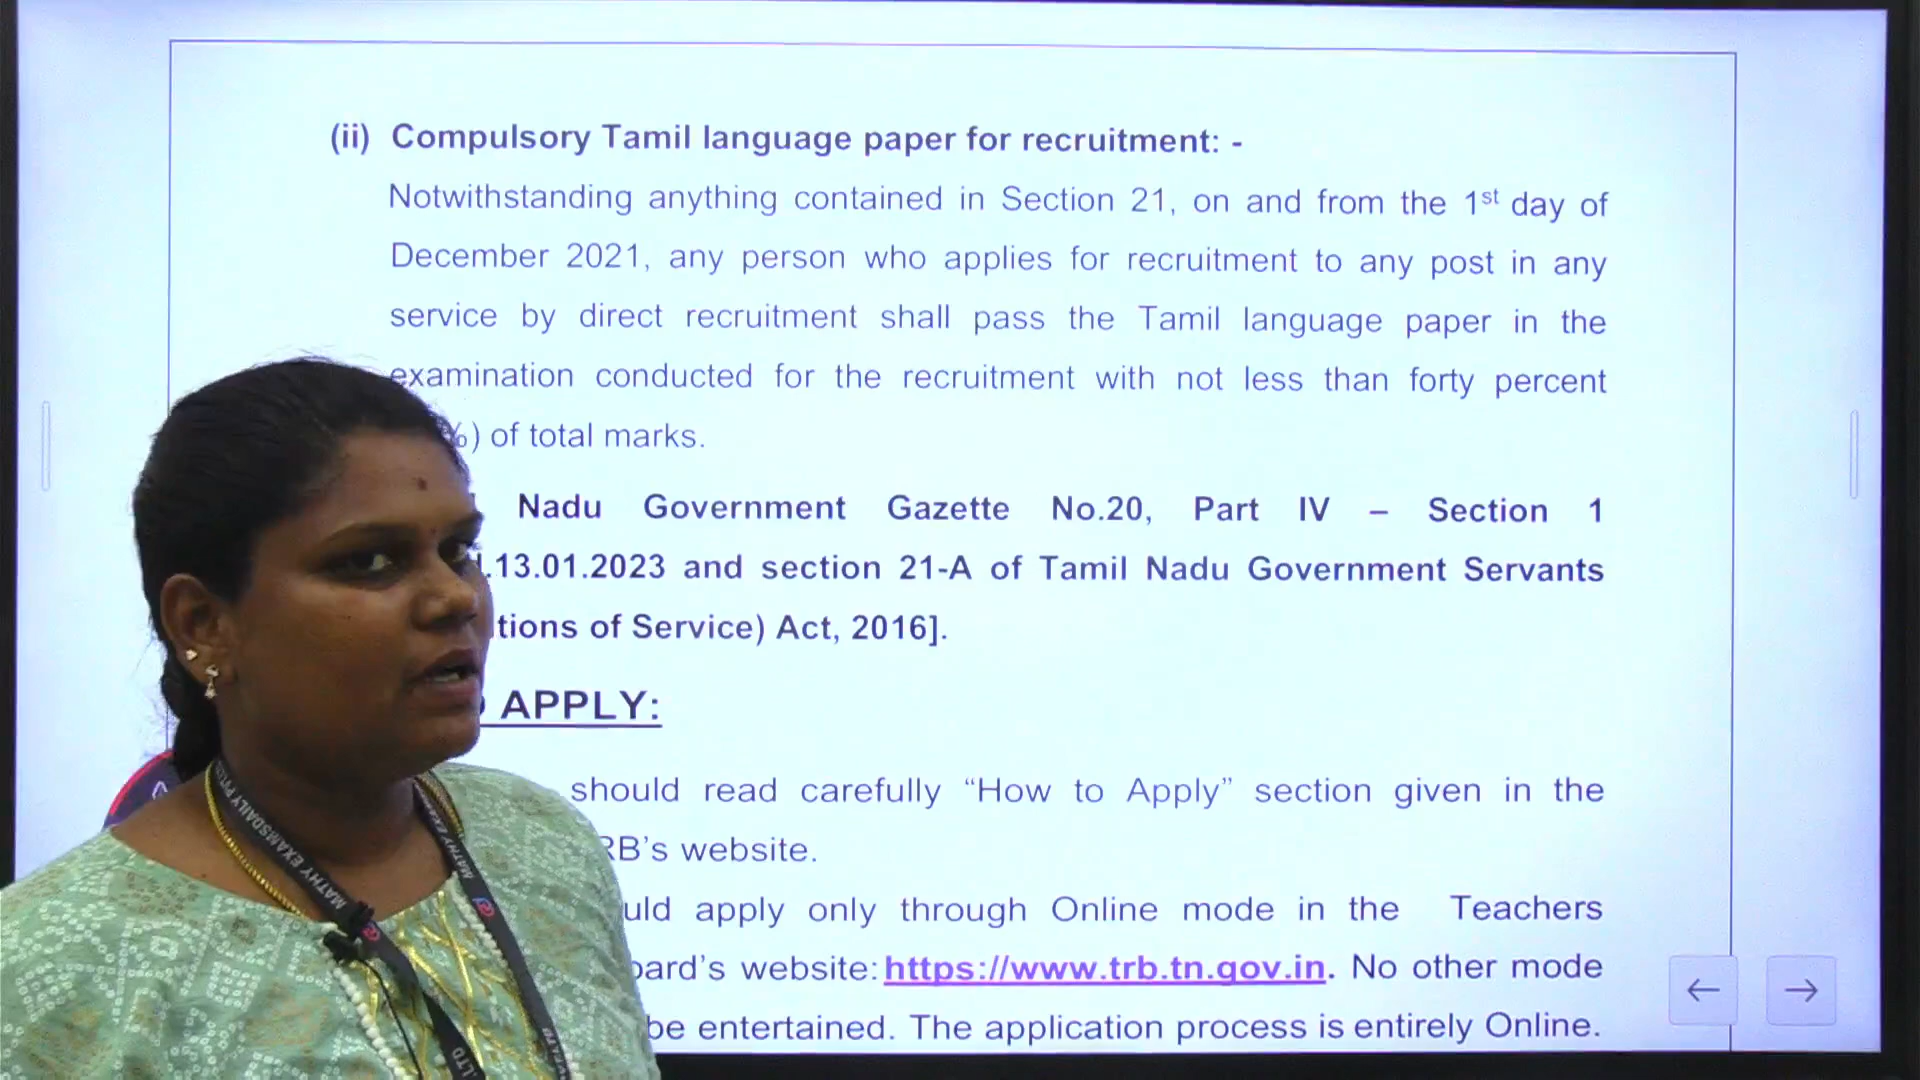 (ii) Compulsory Tamil language paper for recruitment: -
Notwithstanding anything contained in Section 21, on and from the 1st day of
December 2021, any person who applies for recruitment to any post in any
service by direct recruitment shall pass the Tamil language paper in the
examination conducted for the recruitment with not less than forty percent
%) of total marks.
Nadu Government Gazette No.20, Part IV – Section 1
.13.01.2023 and section 21-A of Tamil Nadu Government Servants
tions of Service) Act, 2016].
APPLY:
should read carefully “How to Apply” section given in the
RB’s website.
uld apply only through Online mode in the Teachers
oard’s website: https://www.trb.tn.gov.in. No other mode
be entertained. The application process is entirely Online.
MATHY EXAMSDAILY
MATHY EXAMS